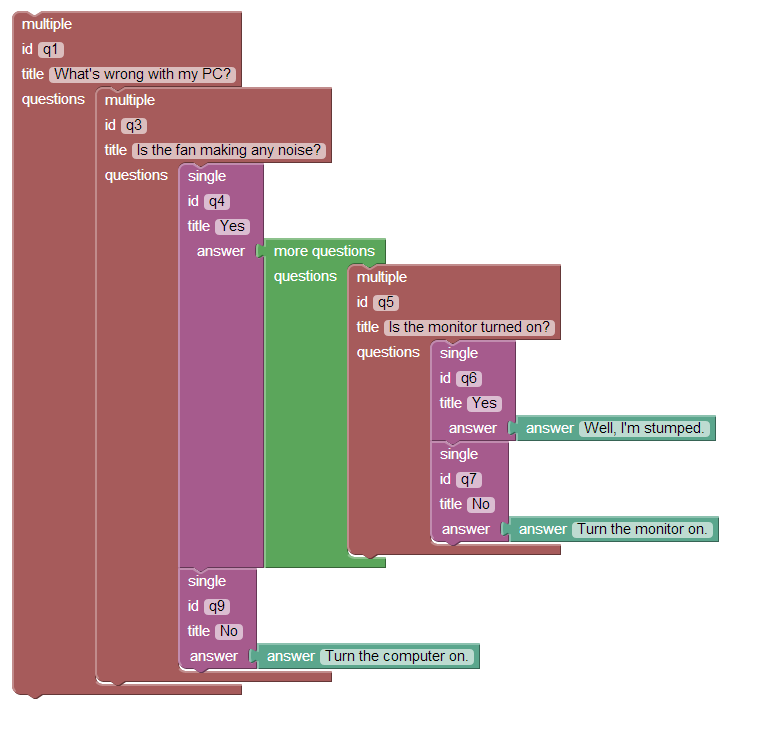 multiple
id q1
title What's wrong with my PC?
questions multiple
id q3
title Is the fan making any noise?
questions single
id q4
title Yes
answer more questions
questions multiple
id q5
title Is the monitor turned on?
questions single
id q6
title Yes
answer answer Well, I'm stumped.
single
id q7
title No
answer answer Turn the monitor on.
single
id q9
title No
answer answer Turn the computer on.